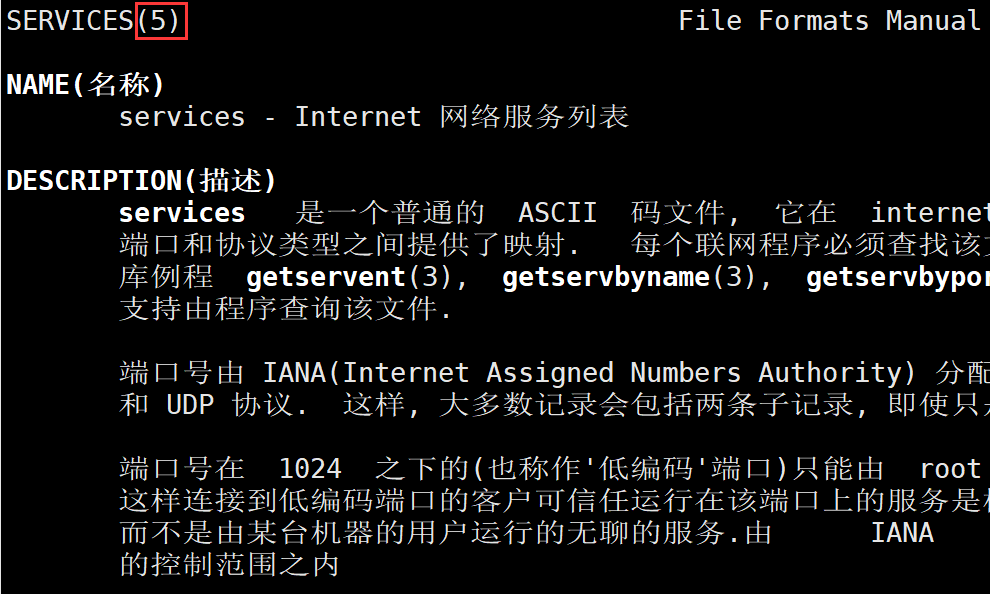 SERVICES(5) File Formats Manual
NAME(名称)
services - Internet 网络服务列表
DESCRIPTION(描述)
services 是一个普通的 ASCII 码文件, 它在 internet
端口和协议类型之间提供了映射. 每个联网程序必须查找该
库例程 getservent(3), getservbyname(3), getservbypor
支持由程序查询该文件.
端口号由 IANA(Internet Assigned Numbers Authority) 分配
和 UDP 协议. 这样, 大多数记录会包括两条子记录, 即使只
端口号在 1024 之下的(也称作'低编码'端口)只能由 root
这样连接到低编码端口的客户可信任运行在该端口上的服务是
而不是由某台机器的用户运行的无聊的服务.由 IANA
的控制范围之内